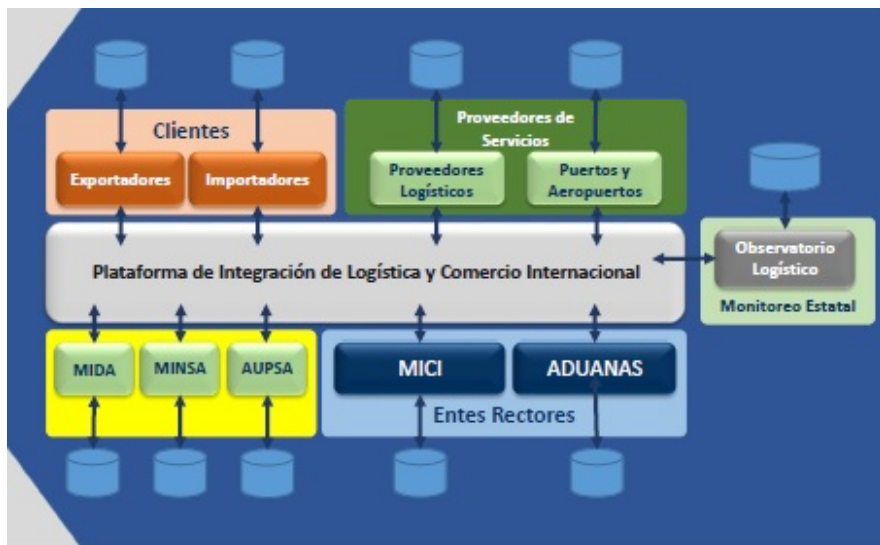 Clientes
Exportadores
Importadores
Proveedores de
Servicios
Proveedores
Logísticos
Puertos y
Aeropuertos
Plataforma de Integración de Logística y Comercio Internacional
Observatorio
Logístico
Monitoreo Estatal
MIDA
MINSA
AUPSA
MICI
ADUANAS
Entes Rectores